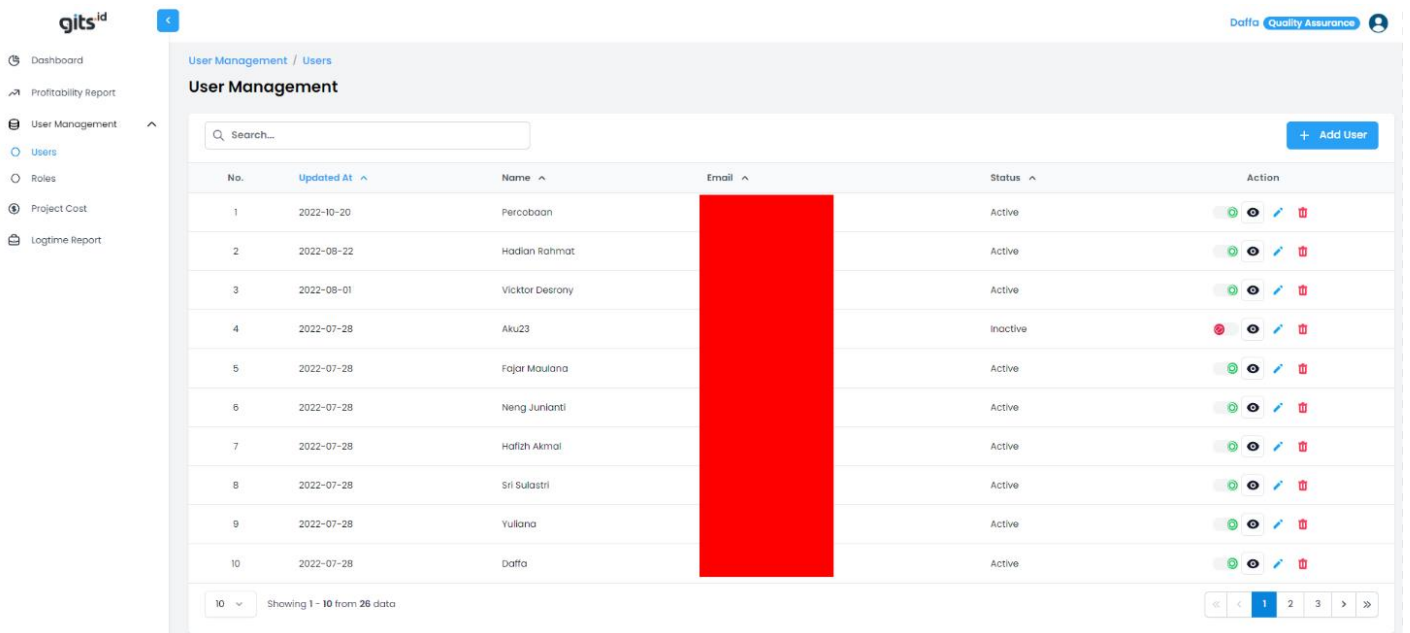 gits.id
Daffa Quality Assurance
Dashboard
Profitability Report
User Management
Users
Roles
Project Cost
Logtime Report
User Management / Users
User Management
Search...
+ Add User
No. Updated At Name Email Status Action
1 2022-10-20 Percobaan Active
2 2022-08-22 Hadian Rahmat Active
3 2022-08-01 Vicktor Desrony Active
4 2022-07-28 Aku23 Inactive
5 2022-07-28 Fajar Maulana Active
6 2022-07-28 Neng Junianti Active
7 2022-07-28 Hafizh Akmal Active
8 2022-07-28 Sri Sulastri Active
9 2022-07-28 Yuliana Active
10 2022-07-28 Daffa Active
10 Showing 1 - 10 from 26 data
« < 1 2 3 > »